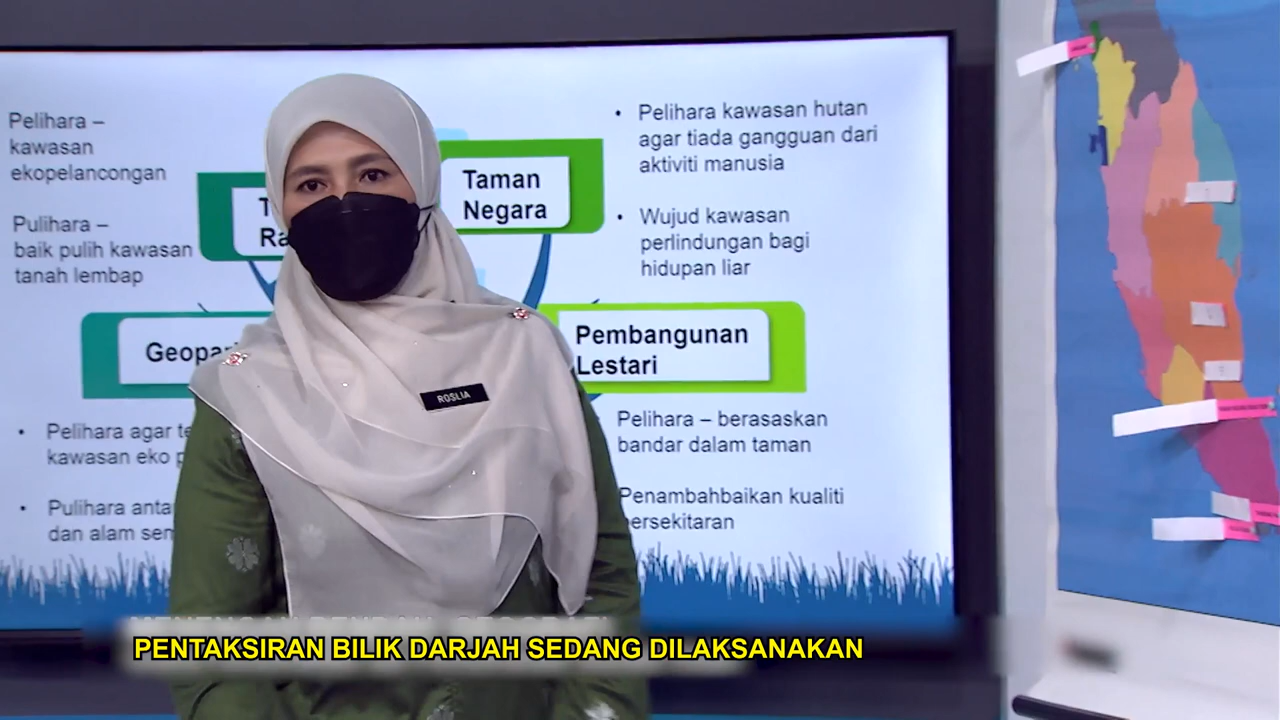 Pelihara –
kawasan
ekopelancongan
Pulihara –
baik pulih kawasan
tanah lembap
Taman
Negara
• Pelihara kawasan hutan
agar tiada gangguan dari
aktiviti manusia
• Wujud kawasan
perlindungan bagi
hidupan liar
Pembangunan
Lestari
• Pelihara agar
kawasan eko
• Pulihara
dan alam
Pelihara – berasaskan
bandar dalam taman
Penambahbaikan kualiti
ROSLIA
PENTAKSIRAN BILIK DARJAH SEDANG DILAKSANAKAN